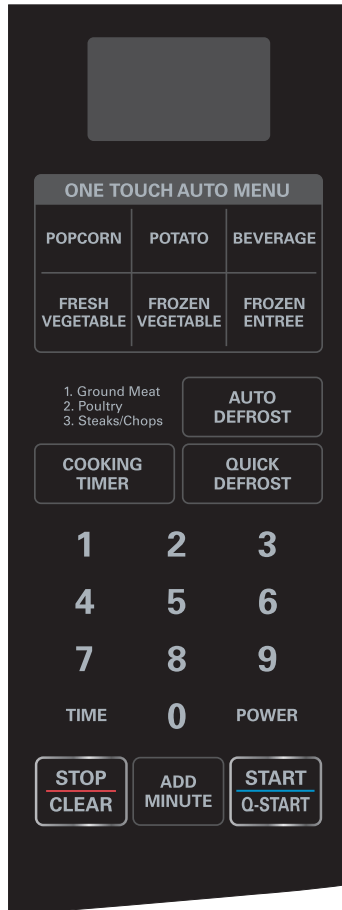 ONE TOUCH AUTO MENU
POPCORN POTATO BEVERAGE
FRESH FROZEN FROZEN
VEGETABLE VEGETABLE ENTREE
1. Ground Meat
2. Poultry
3. Steaks/Chops
AUTO
DEFROST
COOKING QUICK
TIMER DEFROST
1 2 3
4 5 6
7 8 9
TIME 0 POWER
STOP ADD START
CLEAR MINUTE Q-START